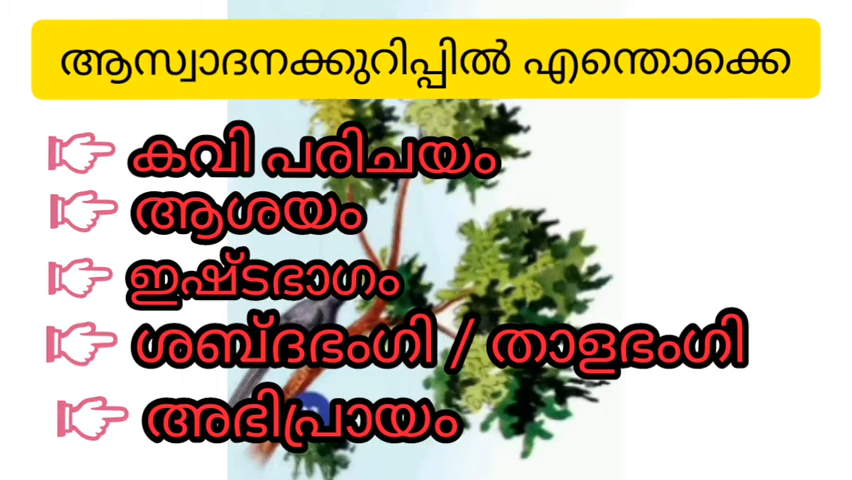 ആസ്വാദനക്കുറിപ്പിൽ എന്തൊക്കെ
കവി പരിചയം
ആശയം
ഇഷ്ടഭാഗം
ശബ്ദഭംഗി / താളഭംഗി
അഭിപ്രായം